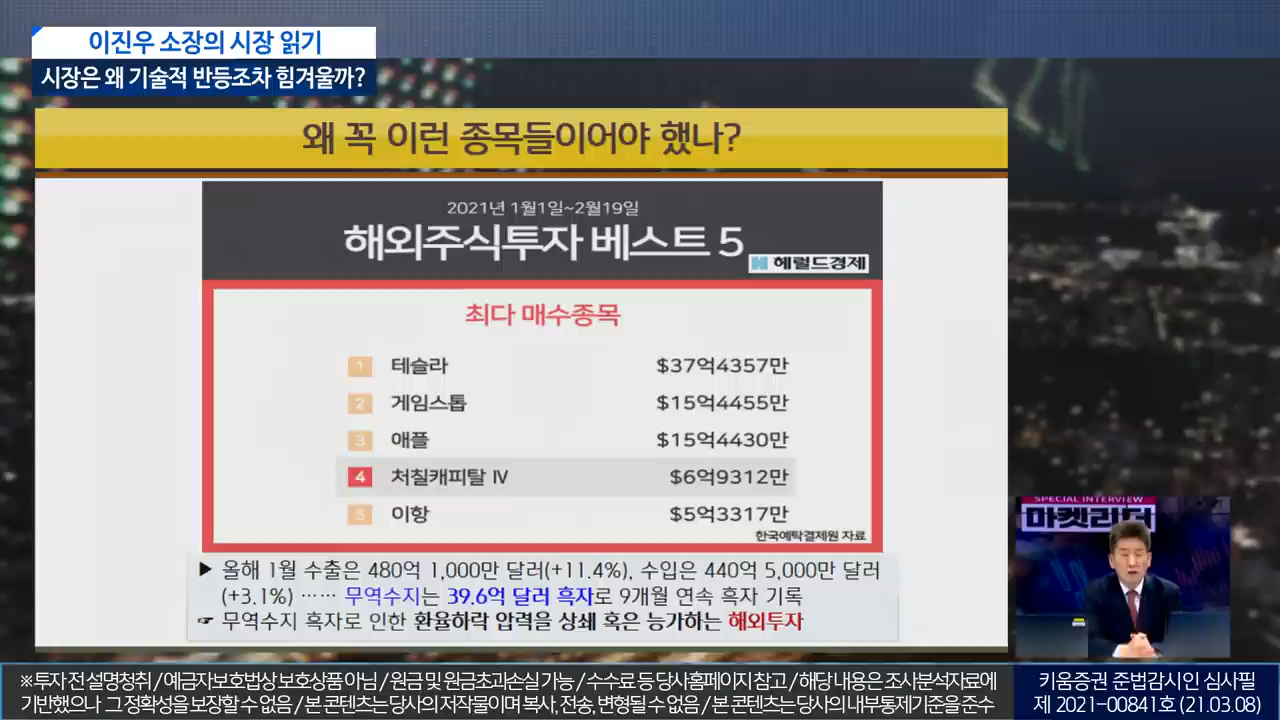 이진우 소장의 시장 읽기
시장은 왜 기술적 반등조차 힘겨울까?
왜 꼭 이런 종목들이어야 했나?
2021년 1월1일~2월19일
해외주식투자 베스트 5
헤럴드경제
최다 매수종목
1 테슬라 $37억4357만
2 게임스톱 $15억4455만
3 애플 $15억4430만
4 처칠캐피탈 Ⅳ $6억9312만
5 이항 $5억3317만
한국예탁결제원 자료
▶ 올해 1월 수출은 480억 1,000만 달러(+11.4%), 수입은 440억 5,000만 달러
(+3.1%) …… 무역수지는 39.6억 달러 흑자로 9개월 연속 흑자 기록
☞ 무역수지 흑자로 인한 환율하락 압력을 상쇄 혹은 능가하는 해외투자
SPECIAL INTERVIEW
마켓리더
※투자 전 설명청취 / 예금자보호법상 보호상품 아님 / 원금 및 원금초과손실 가능 / 수수료 등 당사홈페이지 참고 / 해당 내용은 조사분석자료에
기반했으나 그 정확성을 보장할 수 없음 / 본 콘텐츠는 당사의 저작물이며 복사, 전송, 변형될 수 없음 / 본 콘텐츠는 당사의 내부통제기준을 준수
키움증권 준법감시인 심사필
제 2021-00841호 (21.03.08)